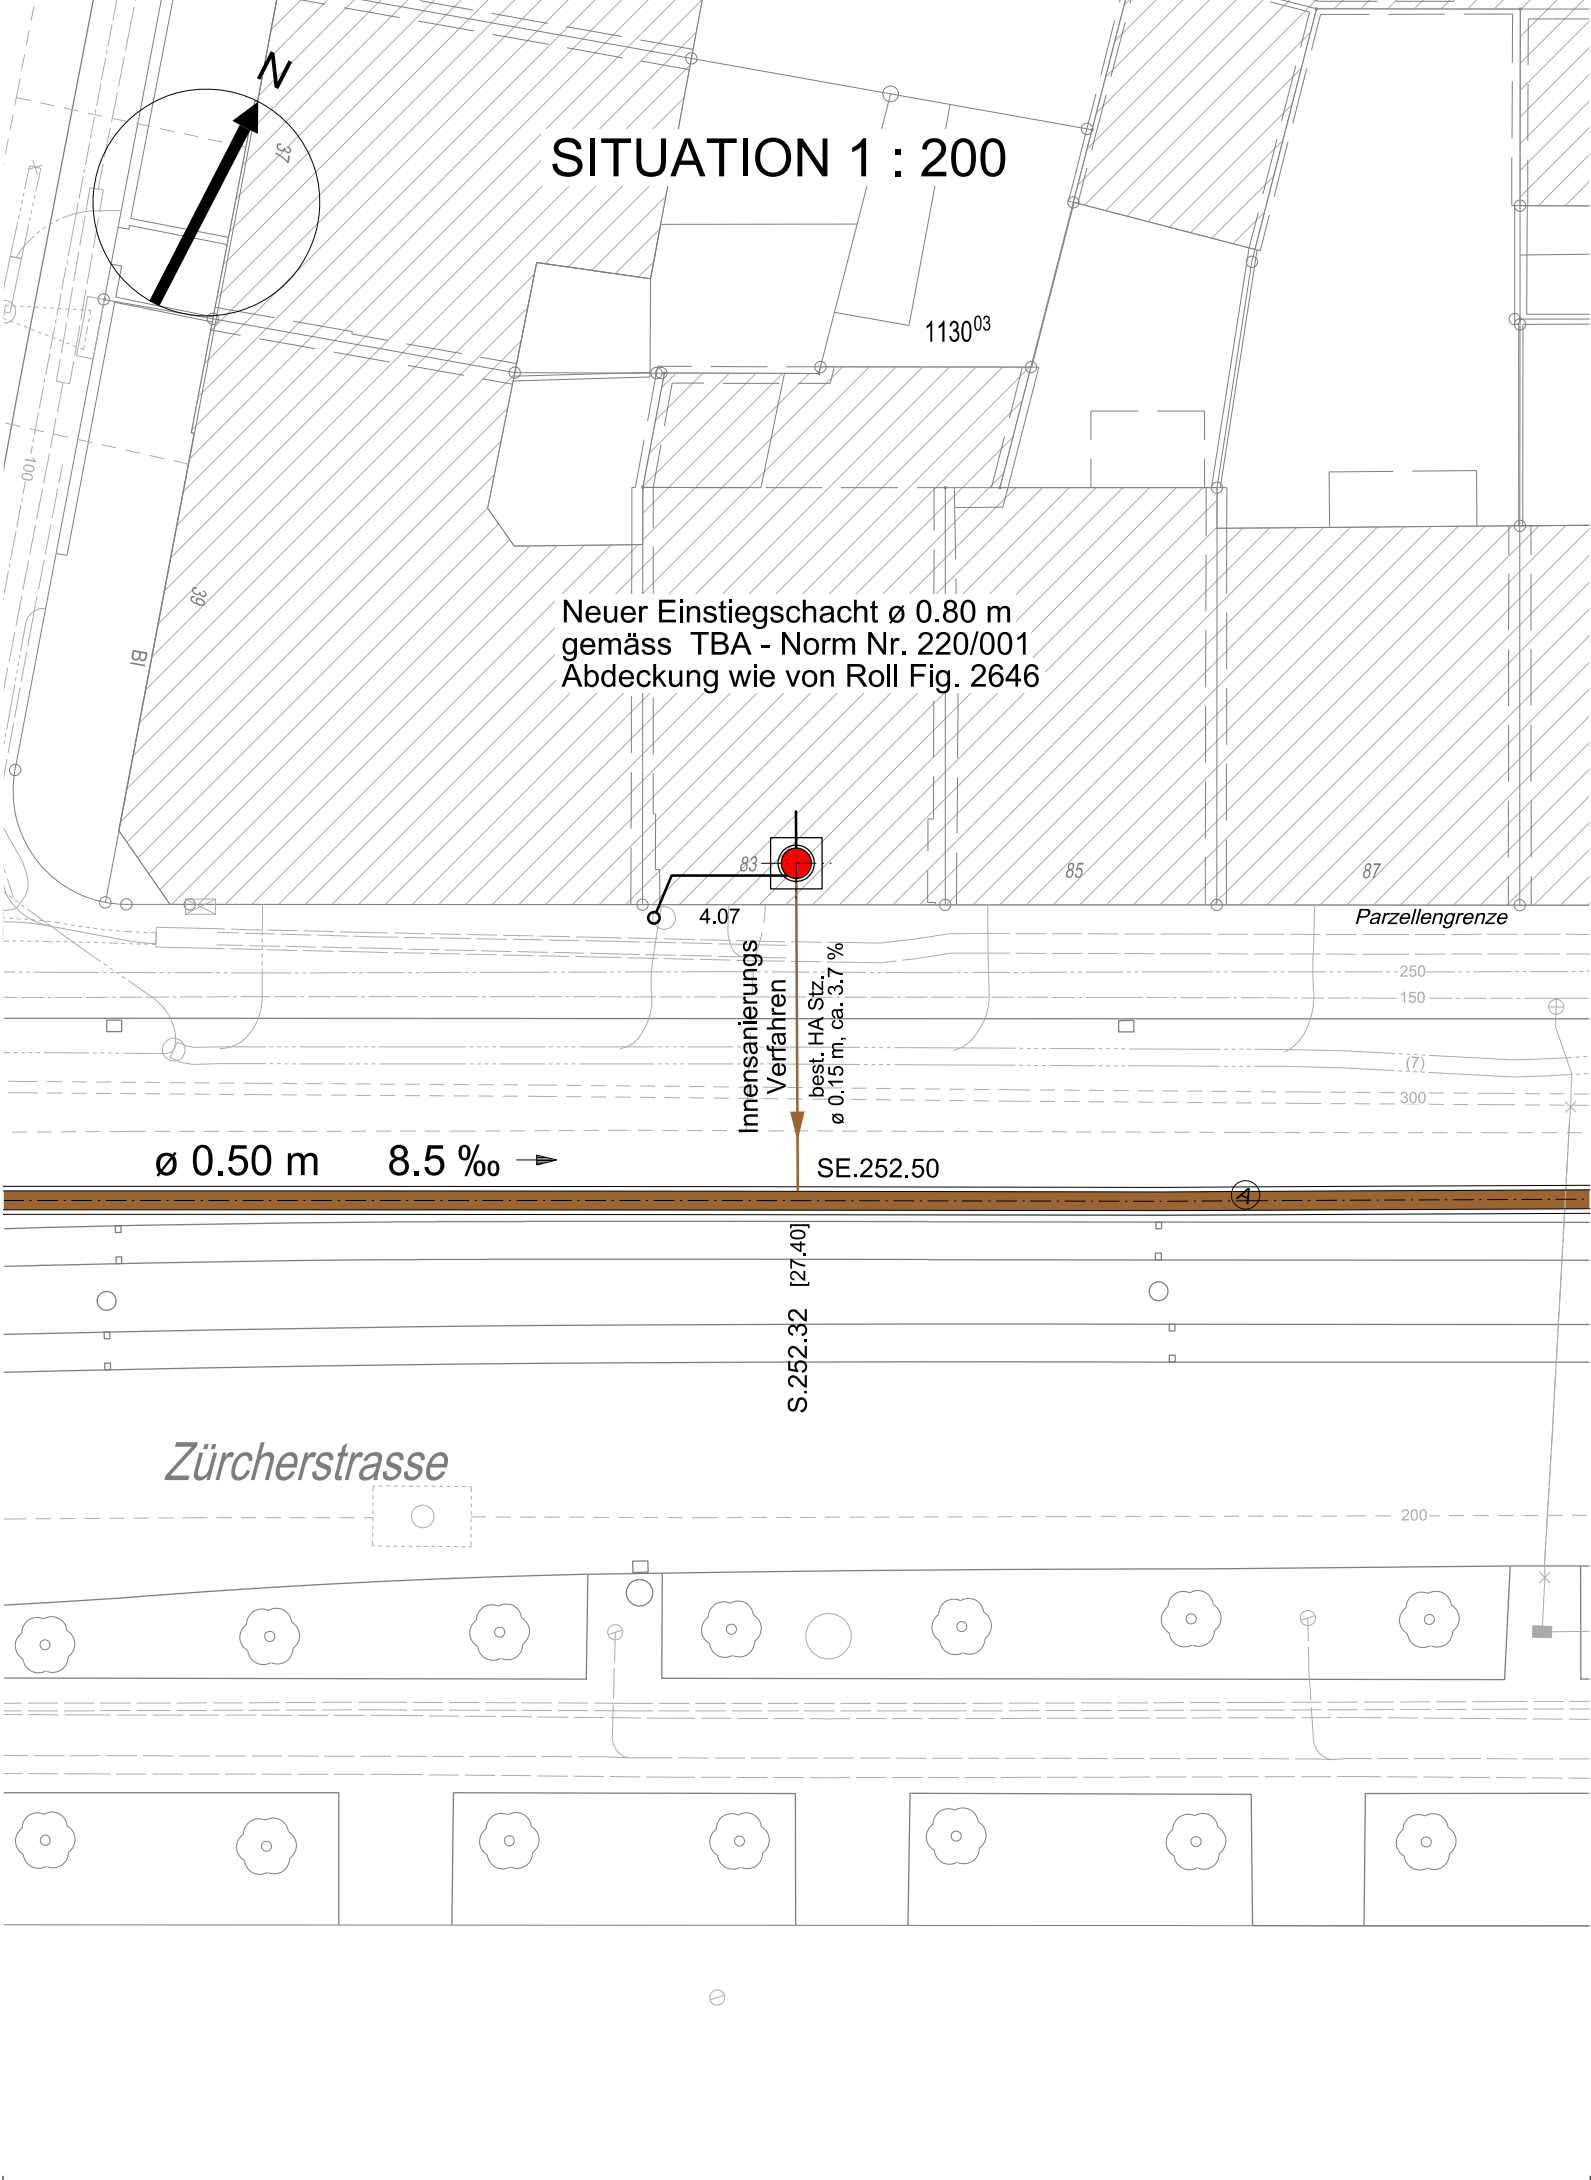 N
37
SITUATION 1 : 200
1130⁰³
100
39
BI
Neuer Einstiegschacht ø 0.80 m
gemäss TBA - Norm Nr. 220/001
Abdeckung wie von Roll Fig. 2646
83
85
87
4.07
Parzellengrenze
Innensanierungs
Verfahren
best. HA Stz.
ø 0.15 m, ca. 3.7 %
250
150
(7)
300
ø 0.50 m 8.5 ‰
SE.252.50
A
S.252.32 [27.40]
Zürcherstrasse
200